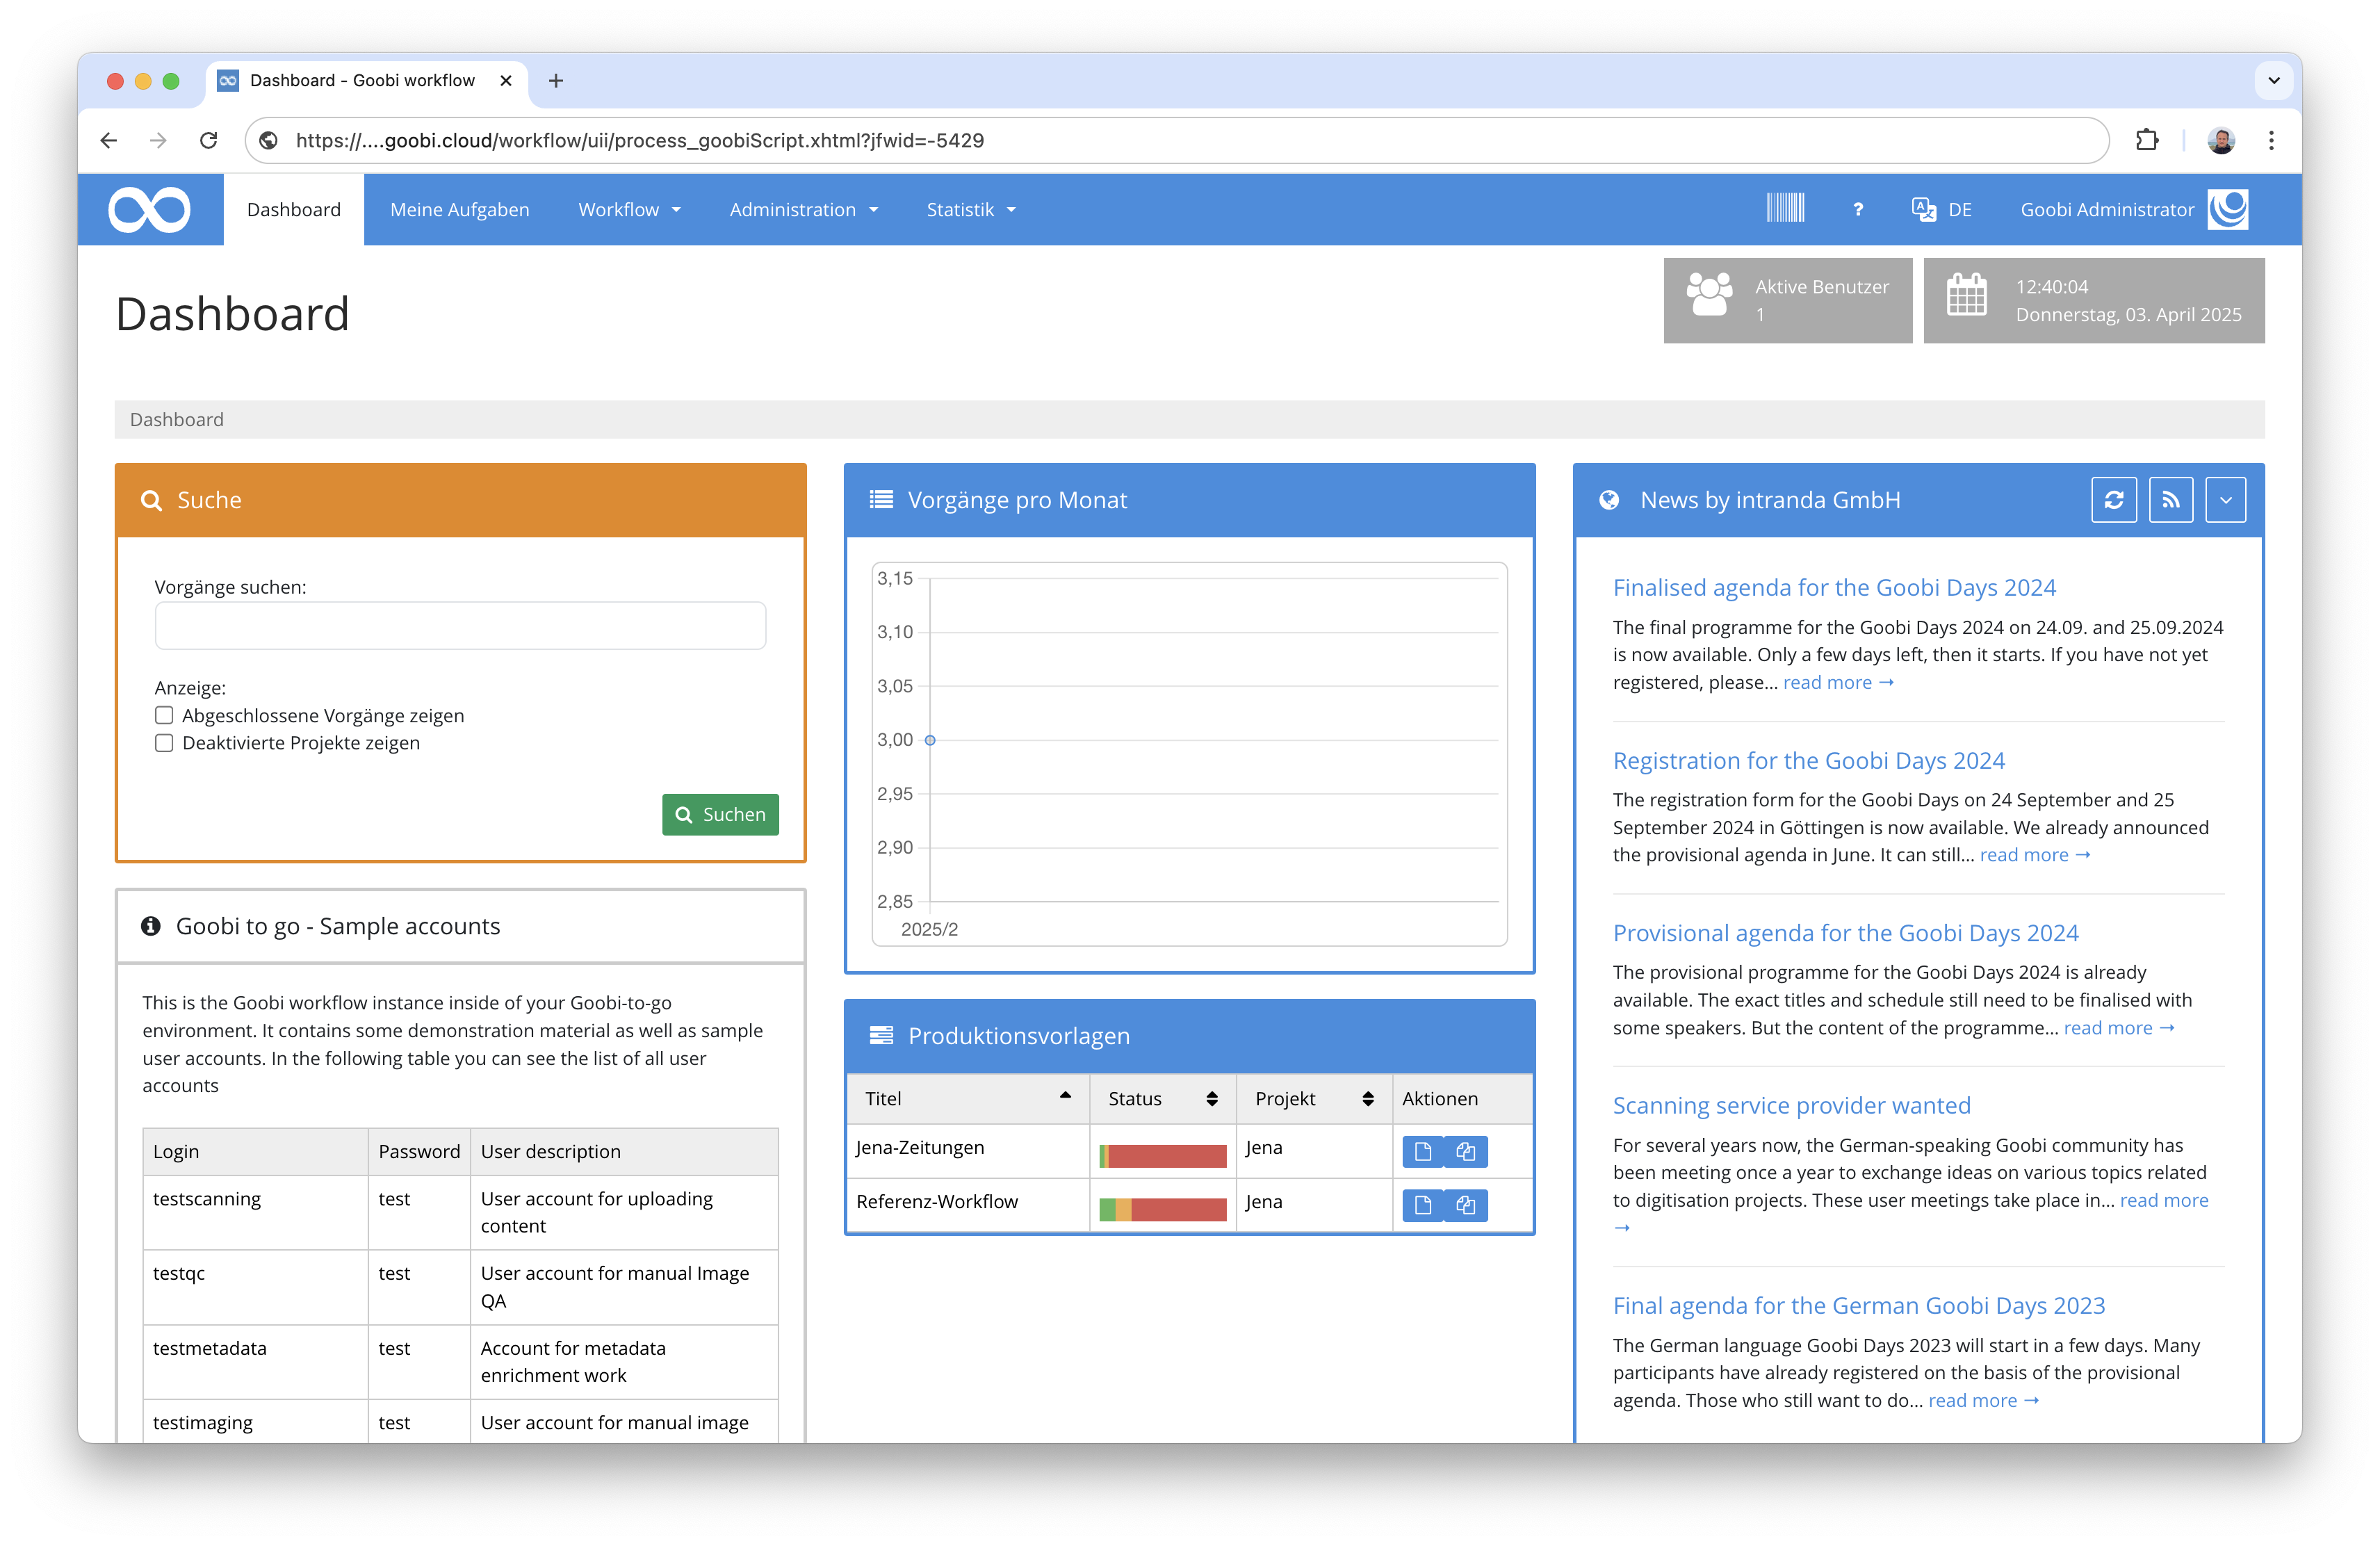 Dashboard - Goobi workflow
https://....goobi.cloud/workflow/uii/process_goobiScript.xhtml?jfwid=-5429
Dashboard
Meine Aufgaben
Workflow
Administration
Statistik
?
DE
Goobi Administrator
Dashboard
Aktive Benutzer
1
12:40:04
Donnerstag, 03. April 2025
Dashboard
Suche
Vorgänge suchen:
Anzeige:
Abgeschlossene Vorgänge zeigen
Deaktivierte Projekte zeigen
Suchen
Goobi to go - Sample accounts
This is the Goobi workflow instance inside of your Goobi-to-go
environment. It contains some demonstration material as well as sample
user accounts. In the following table you can see the list of all user
accounts
Login Password User description
testscanning test User account for uploading
content
testqc test User account for manual Image
QA
testmetadata test Account for metadata
enrichment work
testimaging test User account for manual image
Vorgänge pro Monat
3,15
3,10
3,05
3,00
2,95
2,90
2,85
2025/2
Produktionsvorlagen
Titel Status Projekt Aktionen
Jena-Zeitungen Jena
Referenz-Workflow Jena
News by intranda GmbH
Finalised agenda for the Goobi Days 2024
The final programme for the Goobi Days 2024 on 24.09. and 25.09.2024
is now available. Only a few days left, then it starts. If you have not yet
registered, please... read more →
Registration for the Goobi Days 2024
The registration form for the Goobi Days on 24 September and 25
September 2024 in Göttingen is now available. We already announced
the provisional agenda in June. It can still... read more →
Provisional agenda for the Goobi Days 2024
The provisional programme for the Goobi Days 2024 is already
available. The exact titles and schedule still need to be finalised with
some speakers. But the content of the programme... read more →
Scanning service provider wanted
For several years now, the German-speaking Goobi community has
been meeting once a year to exchange ideas on various topics related
to digitisation projects. These user meetings take place in... read more
→
Final agenda for the German Goobi Days 2023
The German language Goobi Days 2023 will start in a few days. Many
participants have already registered on the basis of the provisional
agenda. Those who still want to do... read more →